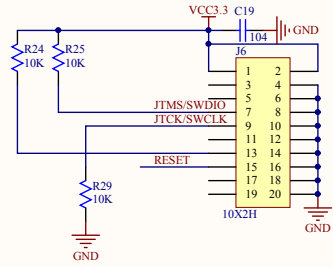 VCC3.3
C19
GND
104
R24
10K
R25
10K
J6
1 2
3 4
JTMS/SWDIO
5 6
7 8
JTCK/SWCLK
9 10
11 12
13 14
RESET
15 16
17 18
19 20
R29
10K
10X2H
GND
GND